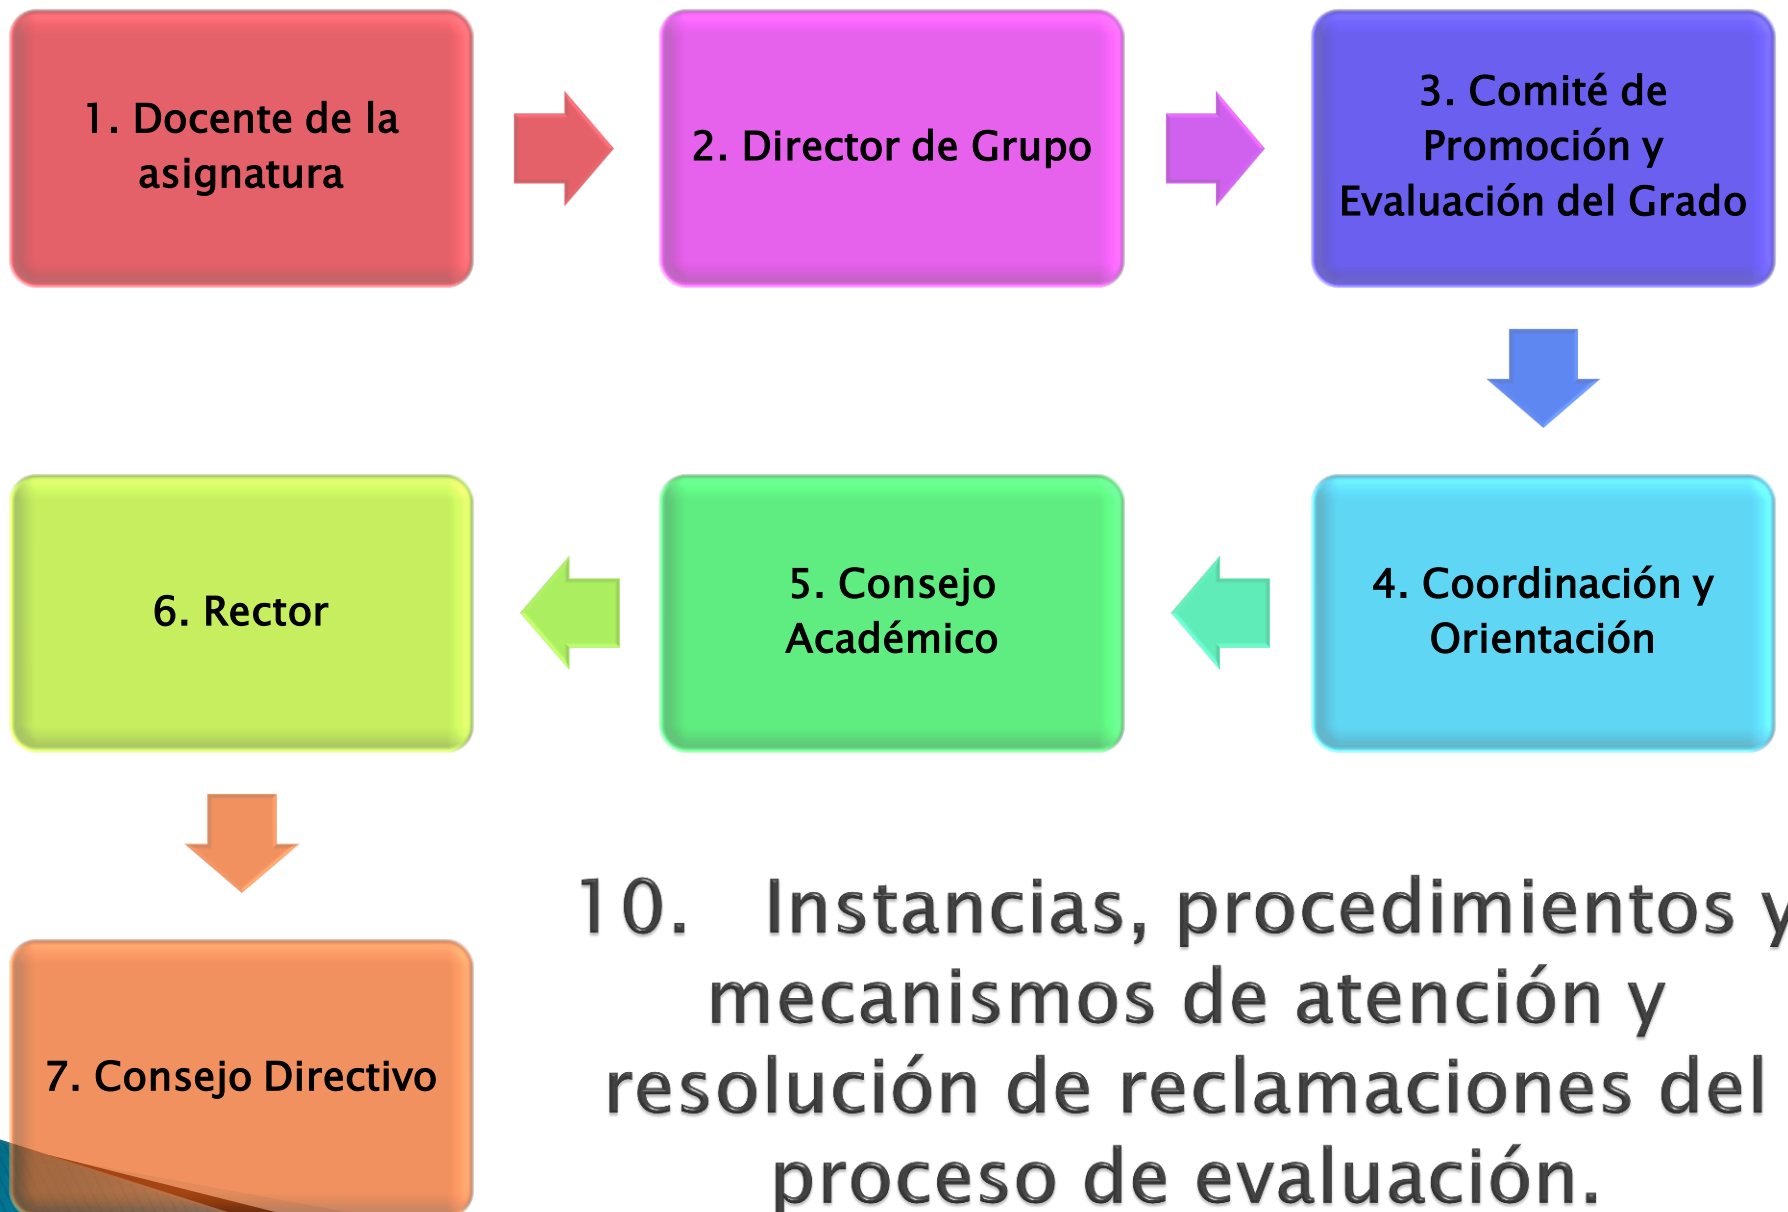 1. Docente de la
asignatura
2. Director de Grupo
3. Comité de
Promoción y
Evaluación del Grado
4. Coordinación y
Orientación
5. Consejo
Académico
6. Rector
7. Consejo Directivo
10. Instancias, procedimientos y
mecanismos de atención y
resolución de reclamaciones del
proceso de evaluación.